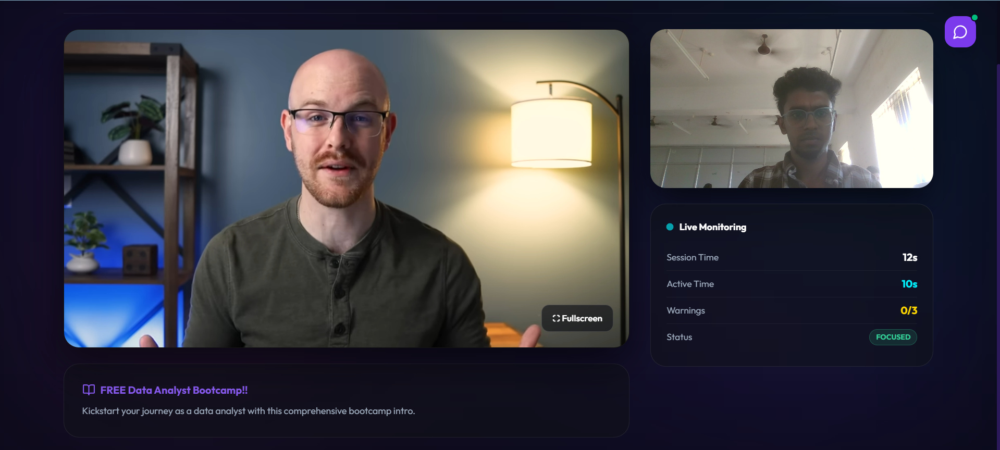 Fullscreen
FREE Data Analyst Bootcamp!!
Kickstart your journey as a data analyst with this comprehensive bootcamp intro.
Live Monitoring
Session Time 12s
Active Time 10s
Warnings 0/3
Status FOCUSED